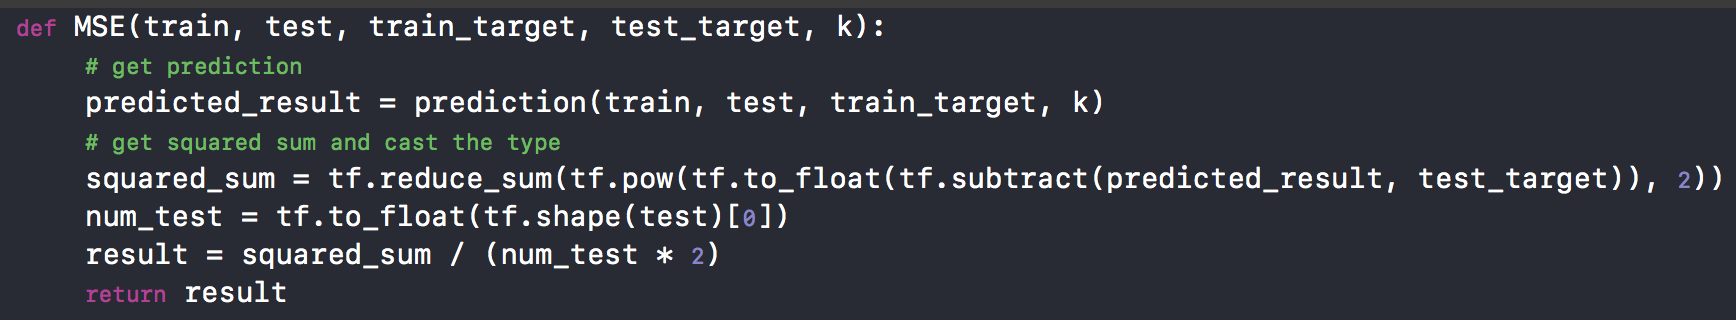 def MSE(train, test, train_target, test_target, k):
    # get prediction
    predicted_result = prediction(train, test, train_target, k)
    # get squared sum and cast the type
    squared_sum = tf.reduce_sum(tf.pow(tf.to_float(tf.subtract(predicted_result, test_target)), 2))
    num_test = tf.to_float(tf.shape(test)[0])
    result = squared_sum / (num_test * 2)
    return result